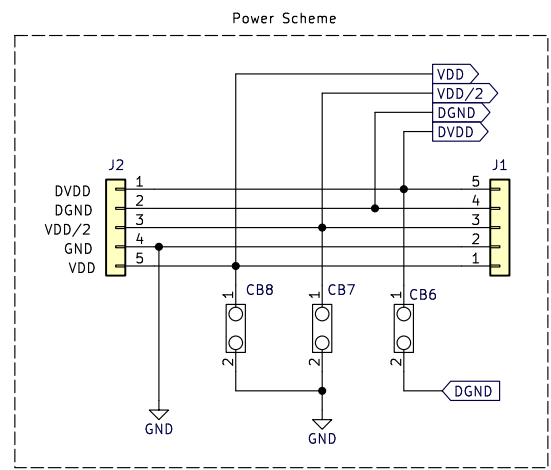 Power Scheme
VDD
VDD/2
DGND
DVDD
J2
J1
DVDD 1 5
DGND 2 4
VDD/2 3 3
GND 4 2
VDD 5 1
1 CB8 1 CB7 1 CB6
2 2 2
DGND
GND
GND